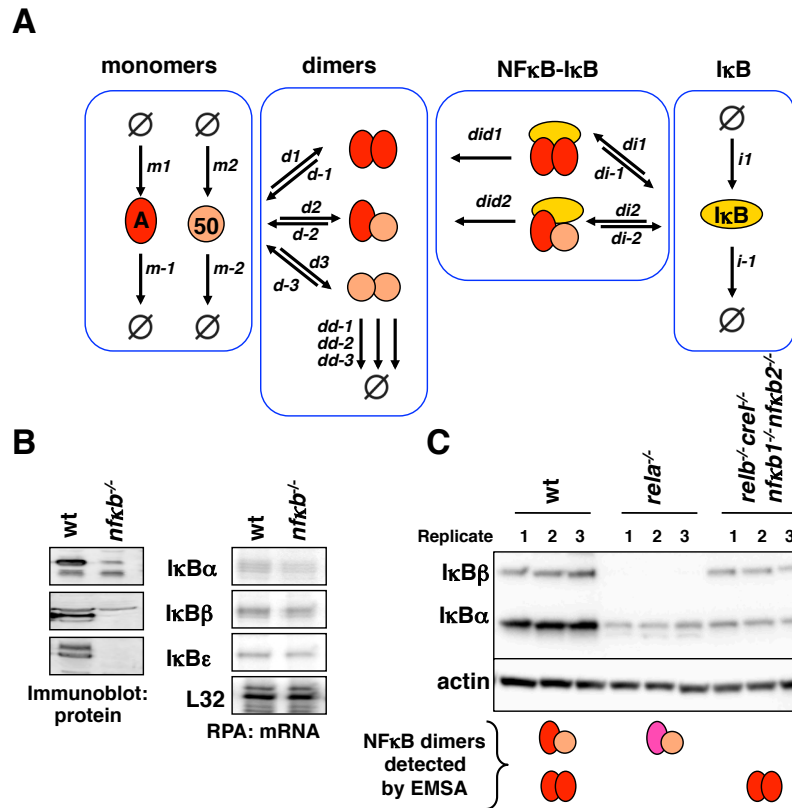 A
monomers
dimers
NFκB-IκB
IκB
∅
∅
∅
m1
m2
d1
d-1
did1
di1
di-1
i1
A
50
d2
d-2
did2
di2
di-2
IκB
m-1
m-2
d3
d-3
i-1
∅
∅
dd-1
dd-2
dd-3
∅
∅
B
wt
nfκb-/-
wt
nfκb-/-
IκBα
IκBβ
IκBε
L32
Immunoblot:
protein
RPA: mRNA
C
wt
rela-/-
relb-/-crel-/-
nfκb1-/-nfκb2-/-
Replicate
1 2 3 1 2 3 1 2 3
IκBβ
IκBα
actin
NFκB dimers
detected
by EMSA